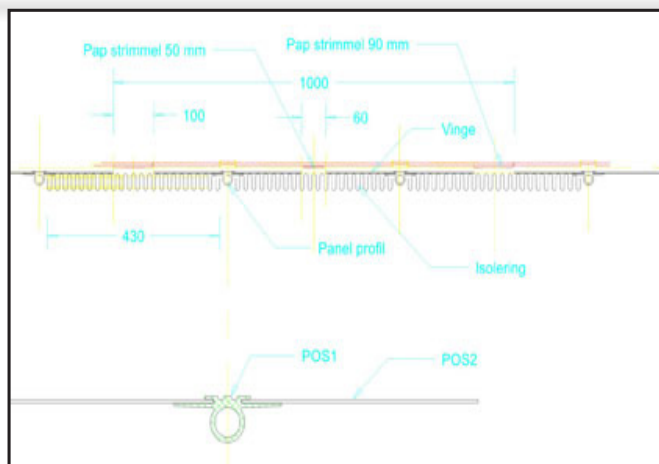 Pap strimmel 50 mm
Pap strimmel 90 mm
1000
100
60
Vinge
430
Panel profil
Isolering
POS1
POS2